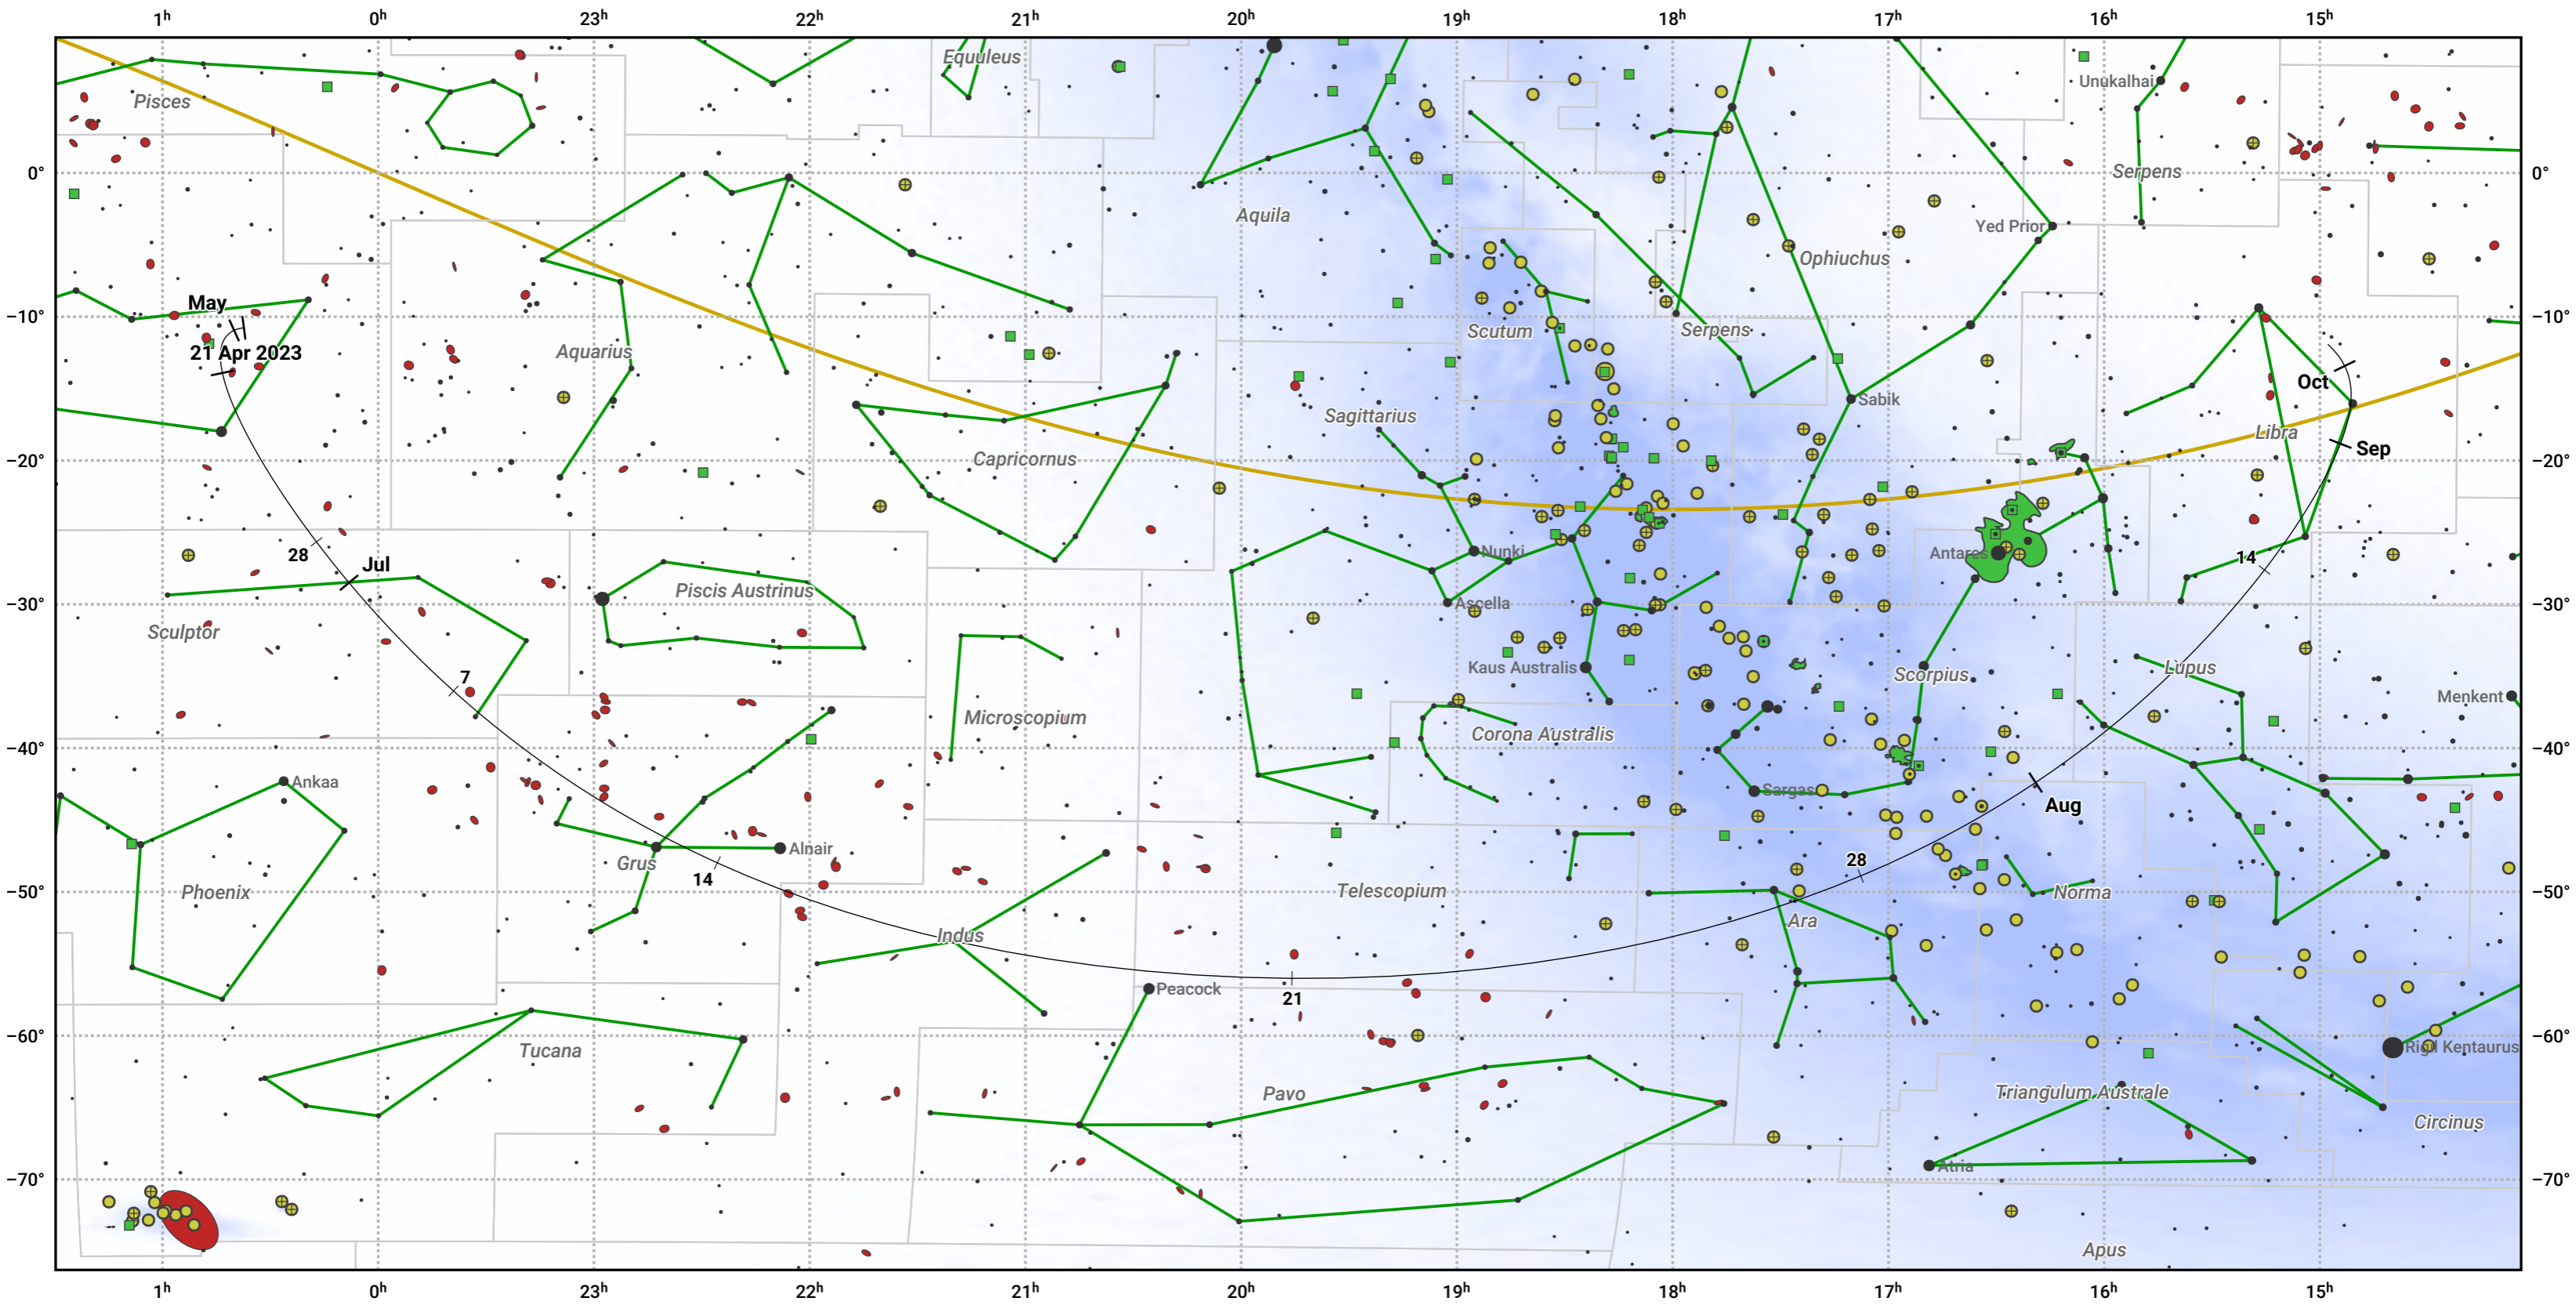 1h 0h 23h 22h 21h 20h 19h 18h 17h 16h 15h
Equuleus
Pisces
Unukalhai
0° Serpens 0°
Aquila
Yed Prior
Ophiuchus
May
−10° −10°
Scutum
Serpens
21 Apr 2023
Aquarius
Oct
Sabik
Sagittarius
Libra
Sep
Capricornus
−20° −20°
28
Nunki
Antares
14
Jul
Piscis Austrinus
−30° Ascella −30°
Sculptor
Kaus Australis
Lupus
Scorpius
7
Menkent
Microscopium
Corona Australis
−40° −40°
Ankaa
Sargas
Aug
Alnair
Grus
28
14
Phoenix
−50° Telescopium Norma −50°
Ara
Indus
Peacock
21
−60° −60°
Rigil Kentaurus
Tucana
Pavo
Triangulum Australe
Circinus
Atria
−70° −70°
Apus
1h 0h 23h 22h 21h 20h 19h 18h 17h 16h 15h